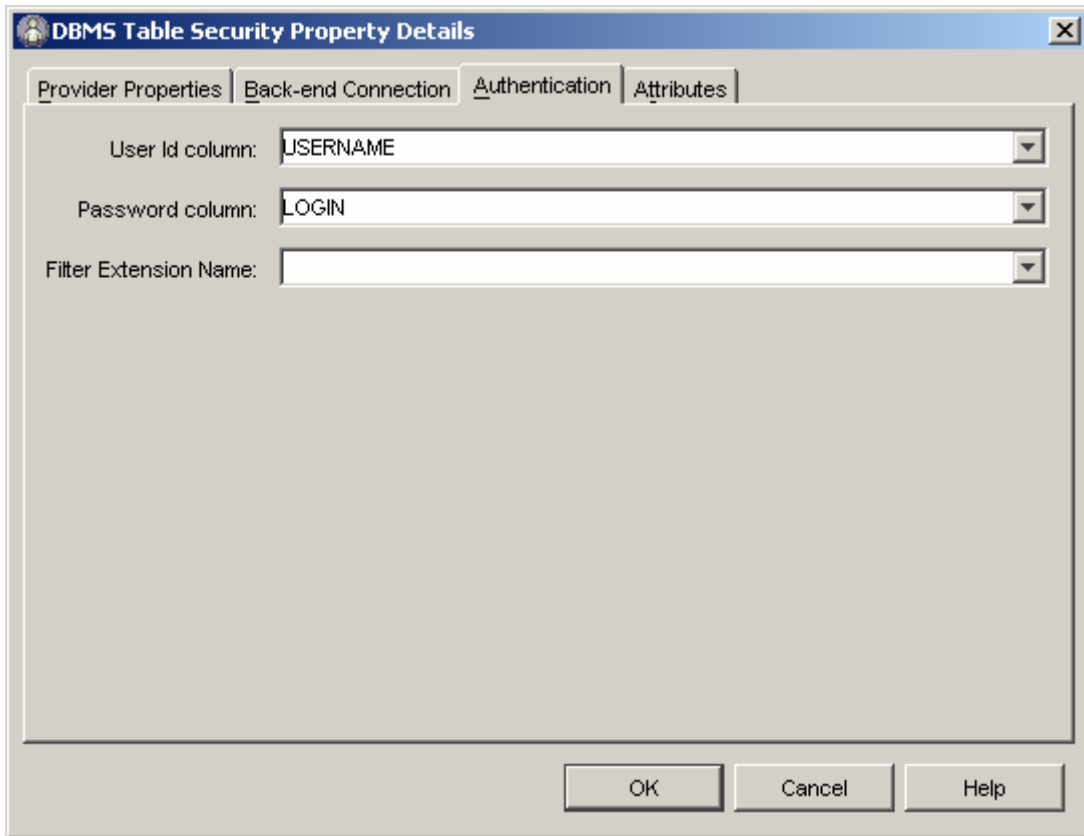 DBMS Table Security Property Details
Provider Properties Back-end Connection Authentication Attributes
User Id column: USERNAME
Password column: LOGIN
Filter Extension Name:
OK Cancel Help